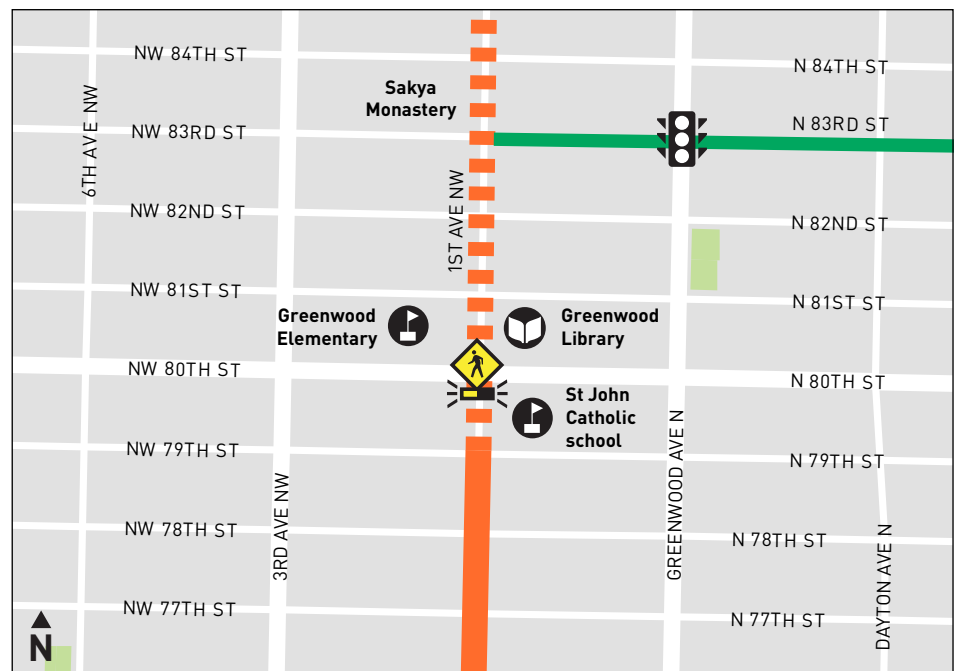 NW 84TH ST
N 84TH ST
Sakya
Monastery
6TH AVE NW
NW 83RD ST
N 83RD ST
1ST AVE NW
NW 82ND ST
N 82ND ST
NW 81ST ST
N 81ST ST
Greenwood
Elementary
Greenwood
Library
NW 80TH ST
N 80TH ST
St John
Catholic
school
NW 79TH ST
N 79TH ST
3RD AVE NW
GREENWOOD AVE N
NW 78TH ST
N 78TH ST
DAYTON AVE N
NW 77TH ST
N 77TH ST
N